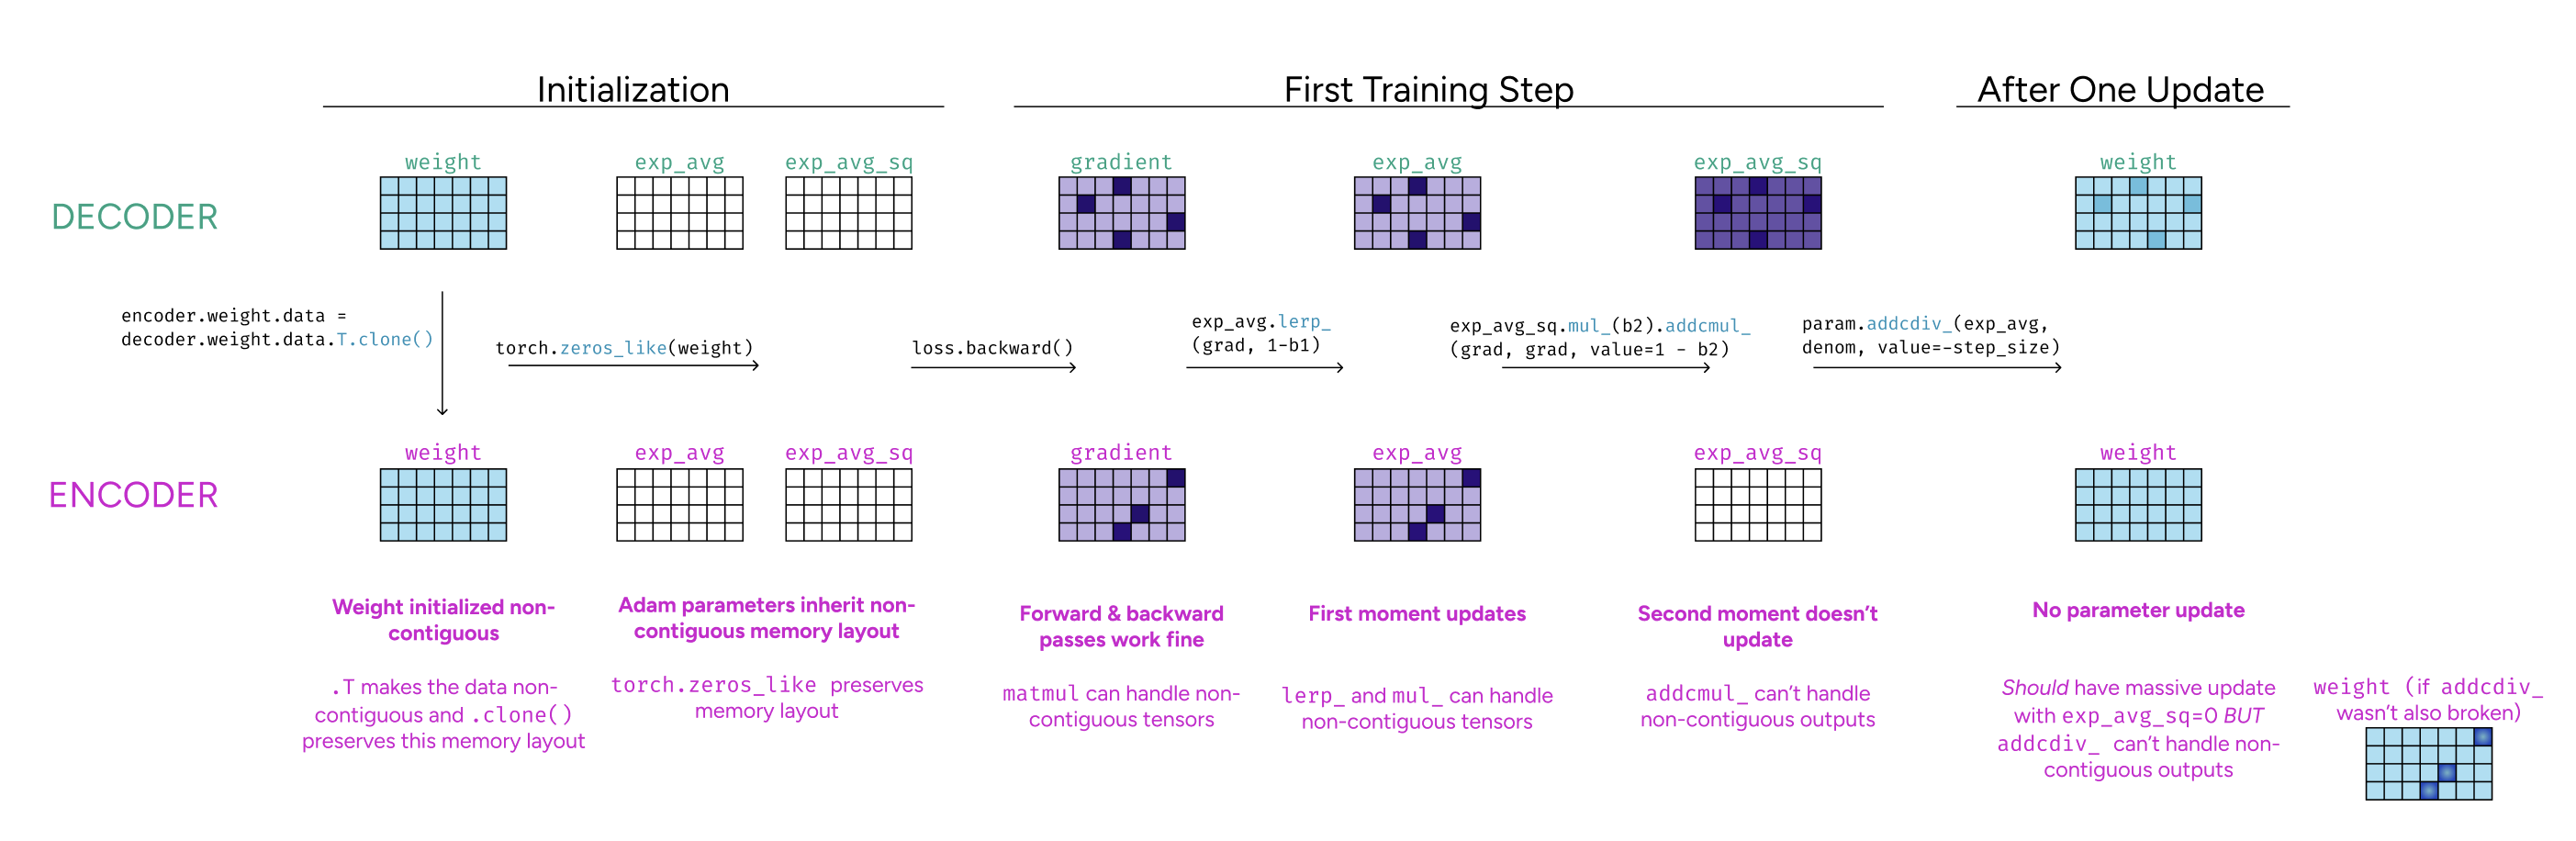 Initialization
First Training Step
After One Update
weight
exp_avg
exp_avg_sq
gradient
exp_avg
exp_avg_sq
weight
DECODER
encoder.weight.data =
decoder.weight.data.T.clone()
torch.zeros_like(weight)
loss.backward()
exp_avg.lerp_
(grad, 1-b1)
exp_avg_sq.mul_(b2).addcmul_
(grad, grad, value=1 - b2)
param.addcdiv_(exp_avg,
denom, value=-step_size)
weight
exp_avg
exp_avg_sq
gradient
exp_avg
exp_avg_sq
weight
ENCODER
Weight initialized non-
contiguous
.T makes the data non-
contiguous and .clone()
preserves this memory layout
Adam parameters inherit non-
contiguous memory layout
torch.zeros_like preserves
memory layout
Forward & backward
passes work fine
matmul can handle non-
contiguous tensors
First moment updates
lerp_ and mul_ can handle
non-contiguous tensors
Second moment doesn't
update
addcmul_ can't handle
non-contiguous outputs
No parameter update
Should have massive update
with exp_avg_sq=0 BUT
addcdiv_ can't handle non-
contiguous outputs
weight (if addcdiv_
wasn't also broken)